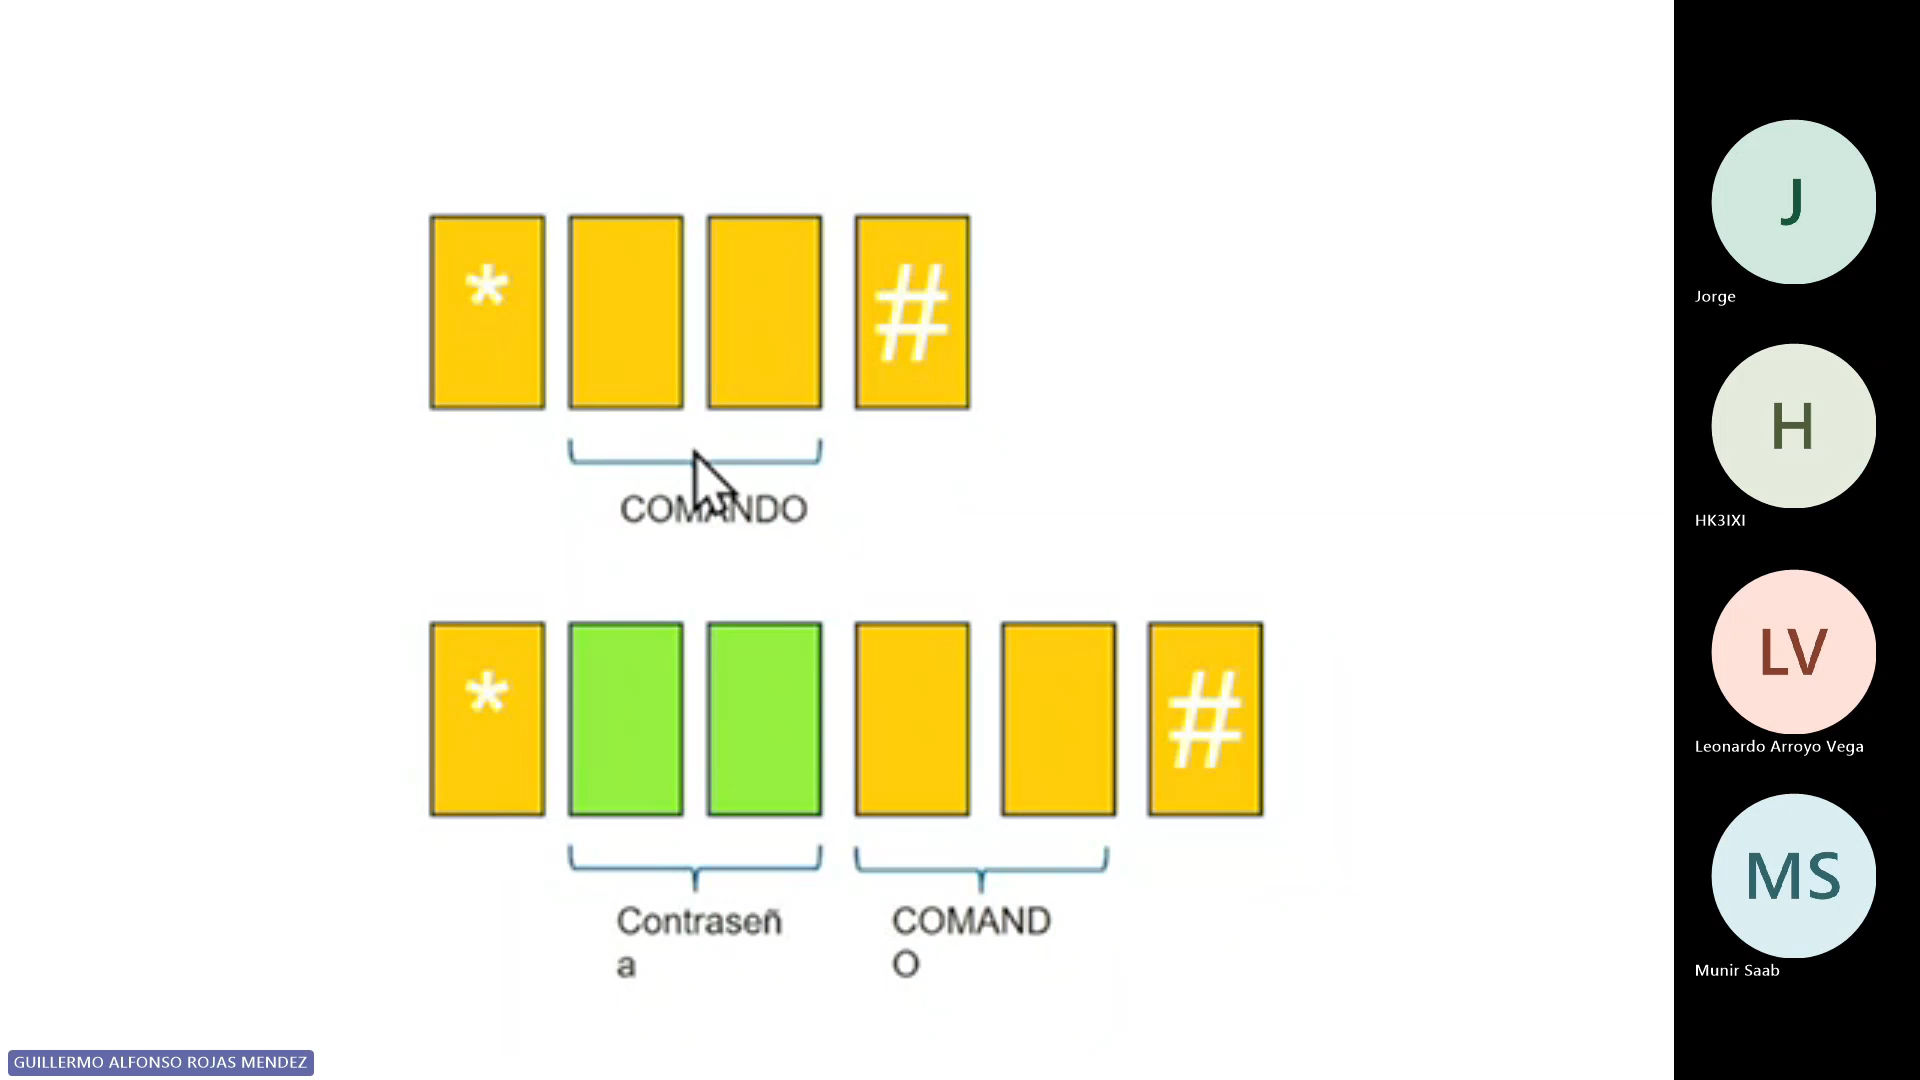 * #
COMANDO
* #
Contraseñ
a
COMAND
O
J
Jorge
H
HK3IXI
LV
Leonardo Arroyo Vega
MS
Munir Saab
GUILLERMO ALFONSO ROJAS MENDEZ